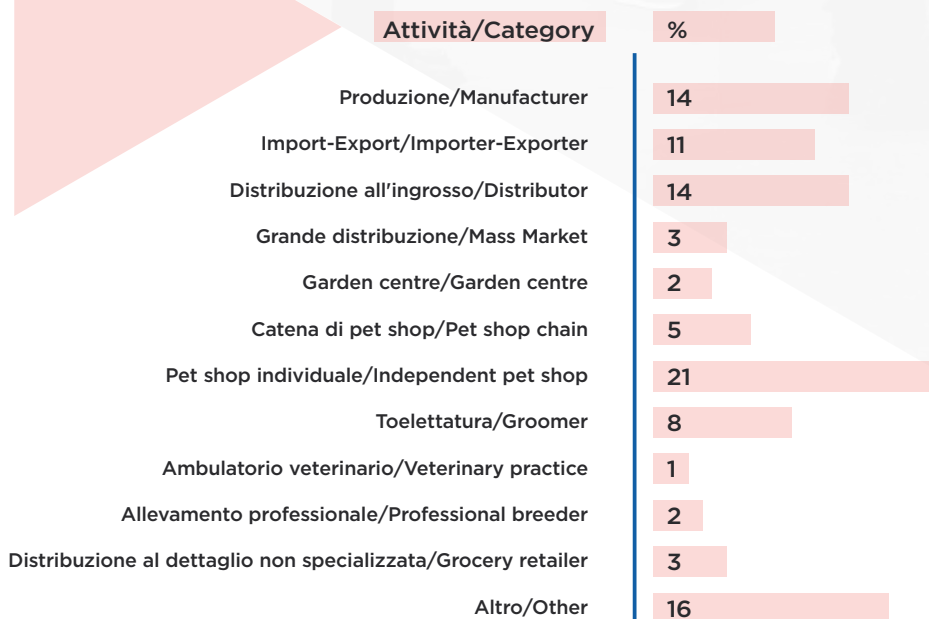 Attività/Category %
Produzione/Manufacturer 14
Import-Export/Importer-Exporter 11
Distribuzione all'ingrosso/Distributor 14
Grande distribuzione/Mass Market 3
Garden centre/Garden centre 2
Catena di pet shop/Pet shop chain 5
Pet shop individuale/Independent pet shop 21
Toelettatura/Groomer 8
Ambulatorio veterinario/Veterinary practice 1
Allevamento professionale/Professional breeder 2
Distribuzione al dettaglio non specializzata/Grocery retailer 3
Altro/Other 16